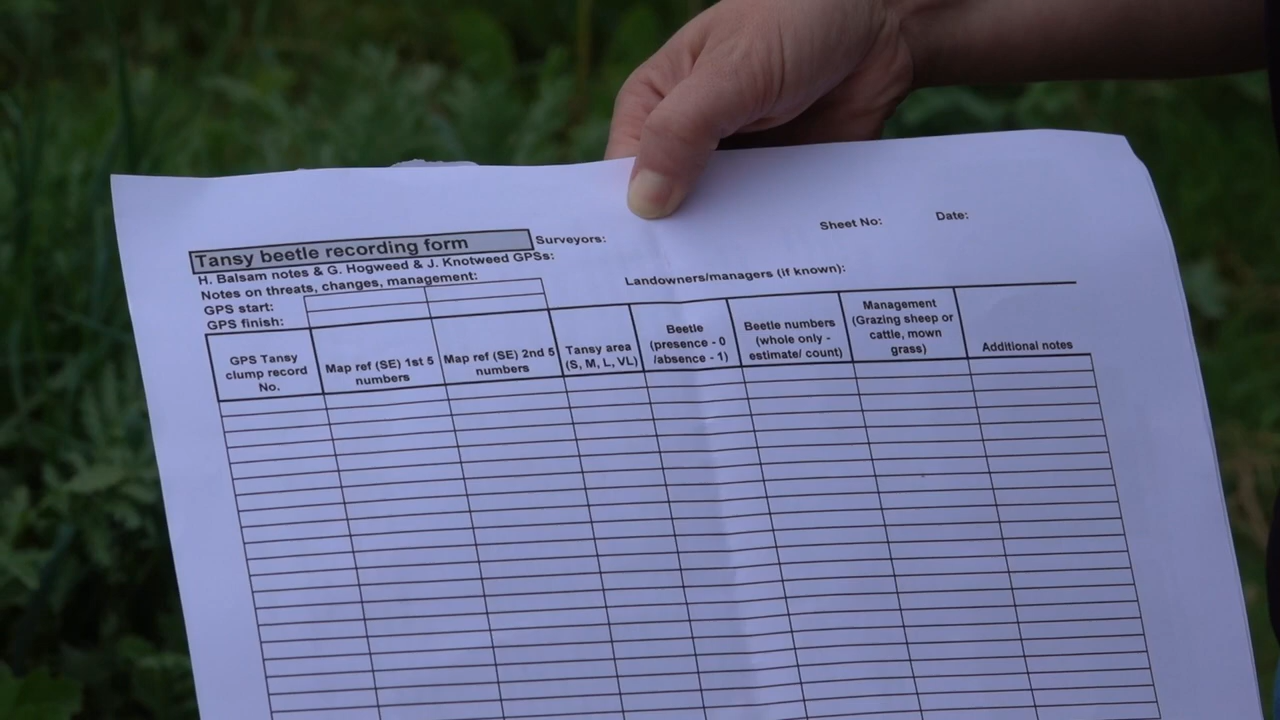 Sheet No: Date:
Tansy beetle recording form Surveyors:
H. Balsam notes & G. Hogweed & J. Knotweed GPSs:
Notes on threats, changes, management: Landowners/managers (if known):
GPS start:
GPS finish:
GPS Tansy
clump record
No.
Map ref (SE) 1st 5
numbers
Map ref (SE) 2nd 5
numbers
Tansy area
(S, M, L, VL)
Beetle
(presence - 0
/absence - 1)
Beetle numbers
(whole only -
estimate/ count)
Management
(Grazing sheep or
cattle, mown
grass)
Additional notes